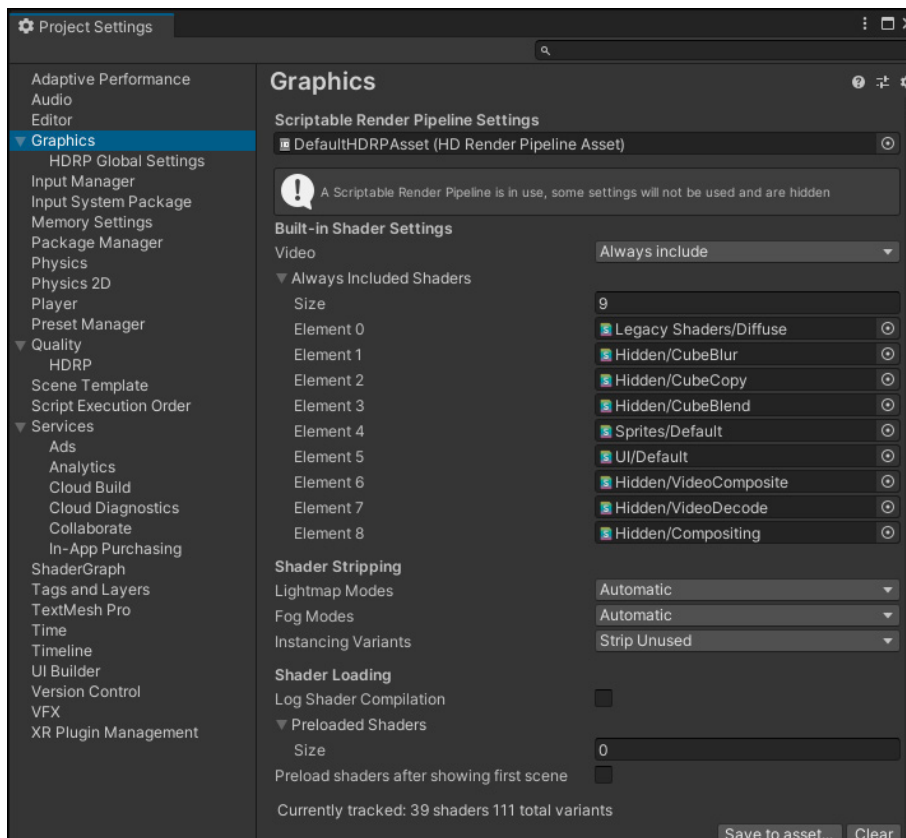 Project Settings
Adaptive Performance
Audio
Editor
Graphics
HDRP Global Settings
Input Manager
Input System Package
Memory Settings
Package Manager
Physics
Physics 2D
Player
Preset Manager
Quality
HDRP
Scene Template
Script Execution Order
Services
Ads
Analytics
Cloud Build
Cloud Diagnostics
Collaborate
In-App Purchasing
ShaderGraph
Tags and Layers
TextMesh Pro
Time
Timeline
UI Builder
Version Control
VFX
XR Plugin Management
Graphics
Scriptable Render Pipeline Settings
DefaultHDRPAsset (HD Render Pipeline Asset)
A Scriptable Render Pipeline is in use, some settings will not be used and are hidden
Built-in Shader Settings
Video Always include
Always Included Shaders
Size 9
Element 0 Legacy Shaders/Diffuse
Element 1 Hidden/CubeBlur
Element 2 Hidden/CubeCopy
Element 3 Hidden/CubeBlend
Element 4 Sprites/Default
Element 5 UI/Default
Element 6 Hidden/VideoComposite
Element 7 Hidden/VideoDecode
Element 8 Hidden/Compositing
Shader Stripping
Lightmap Modes Automatic
Fog Modes Automatic
Instancing Variants Strip Unused
Shader Loading
Log Shader Compilation
Preloaded Shaders
Size 0
Preload shaders after showing first scene
Currently tracked: 39 shaders 111 total variants
Save to asset... Clear